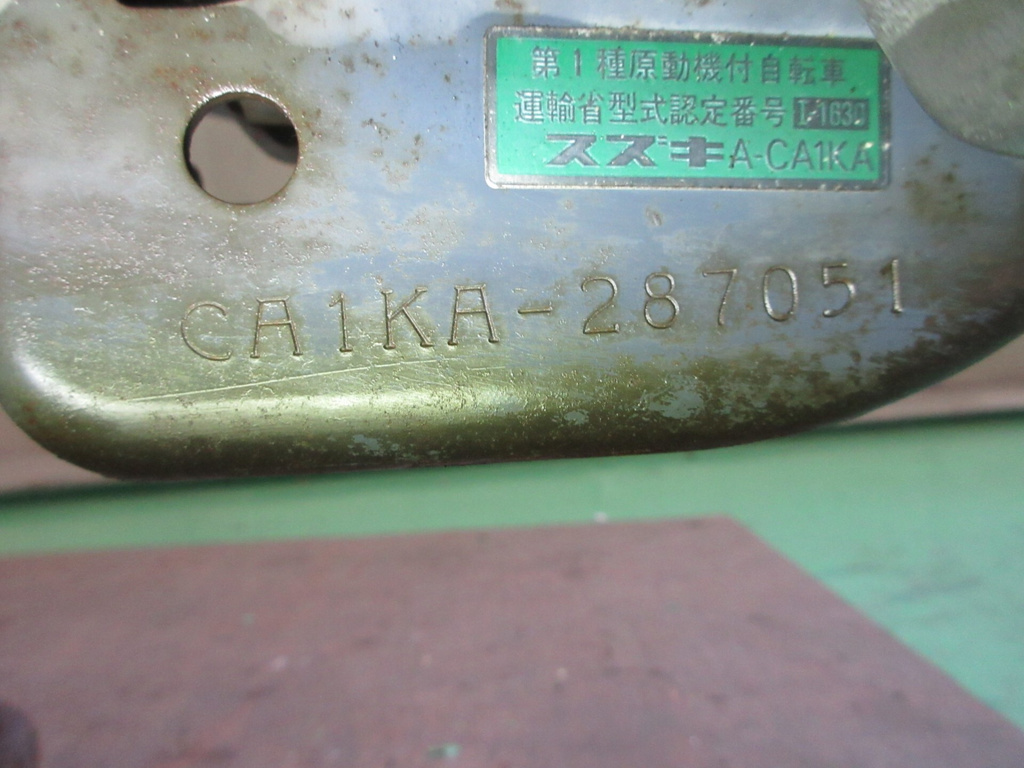 第1種原動機付自転車
運輸省型式認定番号 I-1630
スズキ A-CA1KA
CA1KA-287051